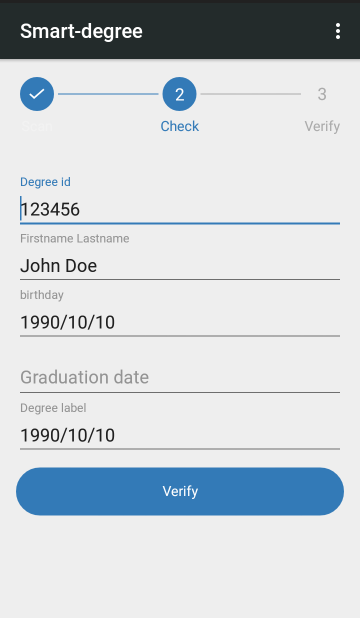 Smart-degree
2
3
Check
Verify
Degree id
123456
Firstname Lastname
John Doe
birthday
1990/10/10
Graduation date
Degree label
1990/10/10
Verify